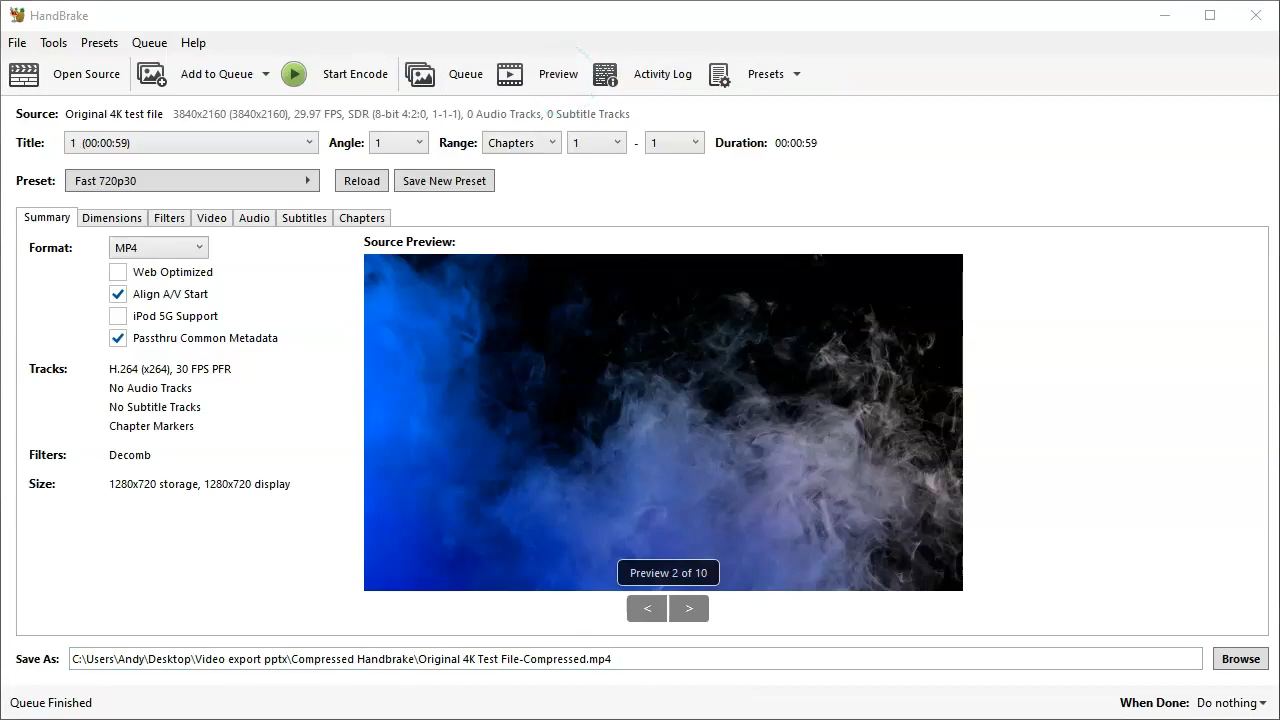 HandBrake
File Tools Presets Queue Help
Open Source Add to Queue Start Encode Queue Preview Activity Log Presets
Source: Original 4K test file 3840x2160 (3840x2160), 29.97 FPS, SDR (8-bit 4:2:0, 1-1-1), 0 Audio Tracks, 0 Subtitle Tracks
Title: 1 (00:00:59) Angle: 1 Range: Chapters 1 - 1 Duration: 00:00:59
Preset: Fast 720p30 Reload Save New Preset
Summary Dimensions Filters Video Audio Subtitles Chapters
Format: MP4 Source Preview:
Web Optimized
Align A/V Start
iPod 5G Support
Passthru Common Metadata
Tracks: H.264 (x264), 30 FPS PFR
No Audio Tracks
No Subtitle Tracks
Chapter Markers
Filters: Decomb
Size: 1280x720 storage, 1280x720 display
Preview 2 of 10
< >
Save As: C:\Users\Andy\Desktop\Video export pptx\Compressed Handbrake\Original 4K Test File-Compressed.mp4 Browse
Queue Finished When Done: Do nothing